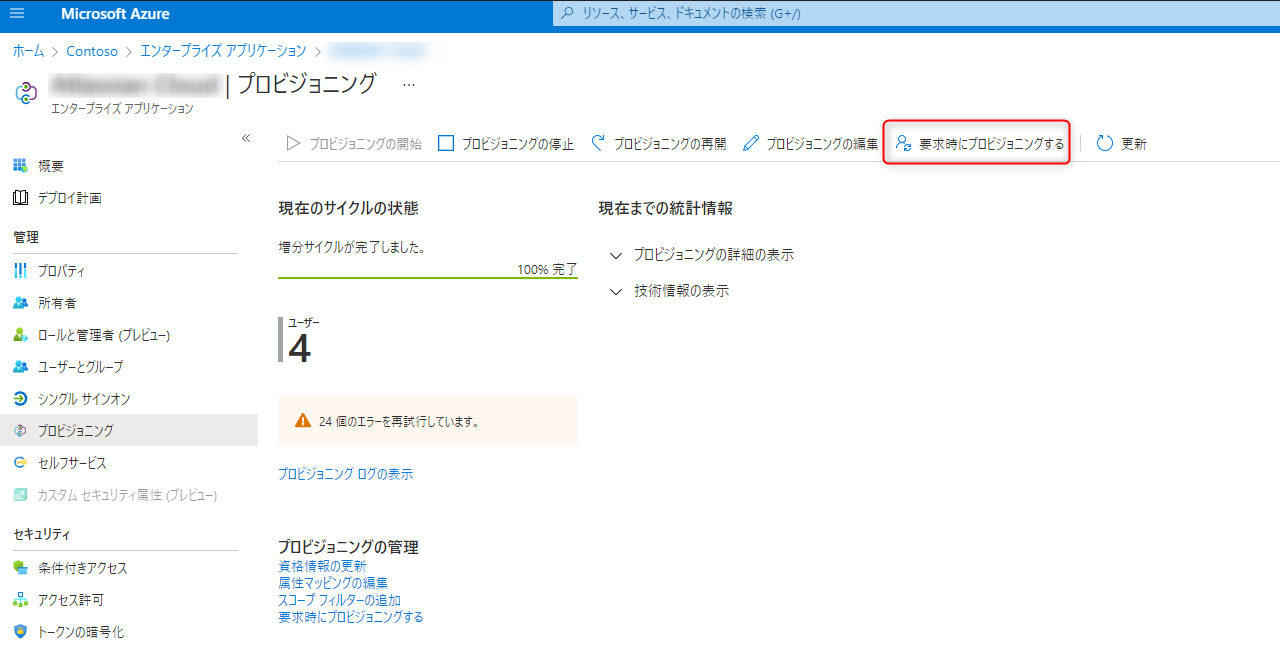 Microsoft Azure
リソース、サービス、ドキュメントの検索 (G+/)
ホーム > Contoso > エンタープライズ アプリケーション >
| プロビジョニング ...
エンタープライズ アプリケーション
«
プロビジョニングの開始 プロビジョニングの停止 プロビジョニングの再開 プロビジョニングの編集 要求時にプロビジョニングする 更新
概要
デプロイ計画
管理
プロパティ
所有者
ロールと管理者 (プレビュー)
ユーザーとグループ
シングル サインオン
プロビジョニング
セルフサービス
カスタム セキュリティ属性 (プレビュー)
セキュリティ
条件付きアクセス
アクセス許可
トークンの暗号化
現在のサイクルの状態
増分サイクルが完了しました。
100% 完了
ユーザー
4
24 個のエラーを再試行しています。
プロビジョニング ログの表示
プロビジョニングの管理
資格情報の更新
属性マッピングの編集
スコープ フィルターの追加
要求時にプロビジョニングする
現在までの統計情報
プロビジョニングの詳細の表示
技術情報の表示